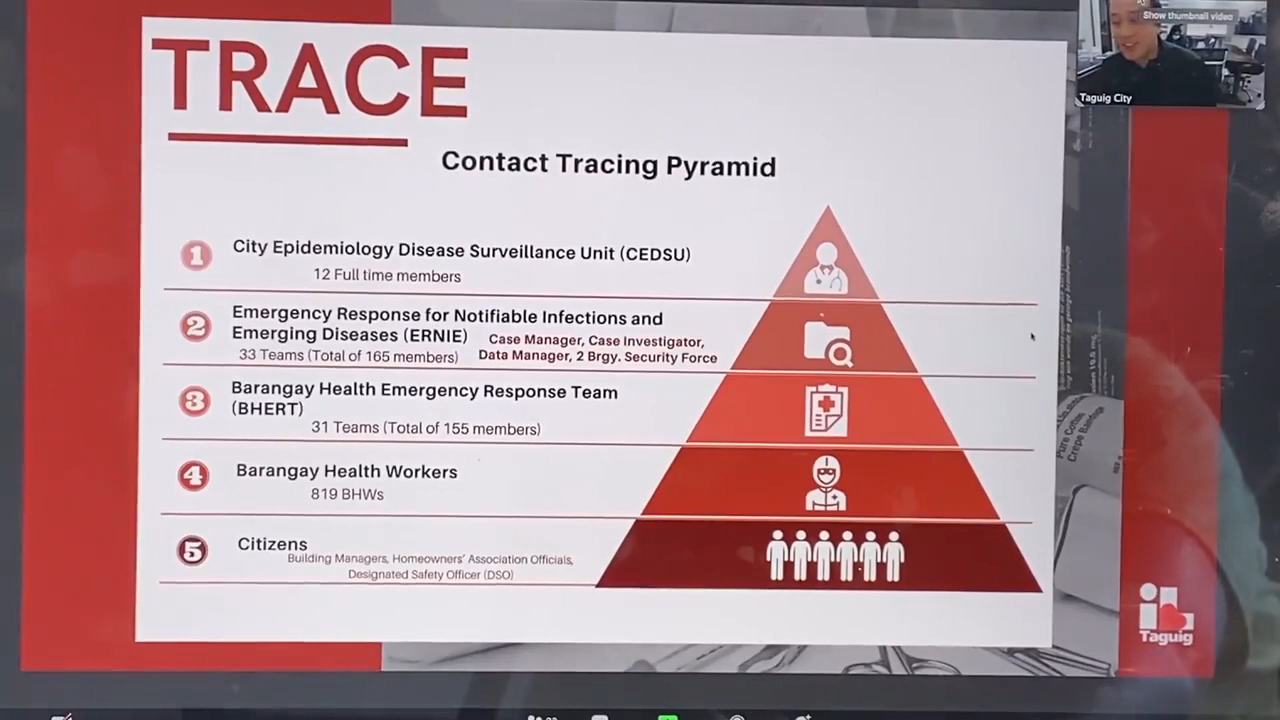 TRACE
Contact Tracing Pyramid
1
City Epidemiology Disease Surveillance Unit (CEDSU)
12 Full time members
2
Emergency Response for Notifiable Infections and
Emerging Diseases (ERNIE)
33 Teams (Total of 165 members)
Case Manager, Case Investigator,
Data Manager, 2 Brgy. Security Force
3
Barangay Health Emergency Response Team
(BHERT)
31 Teams (Total of 155 members)
4
Barangay Health Workers
819 BHWs
5
Citizens
Building Managers, Homeowners' Association Officials,
Designated Safety Officer (DSO)
Show thumbnail video
Taguig City
Pure Cotton
Crepe Bandage
Taguig